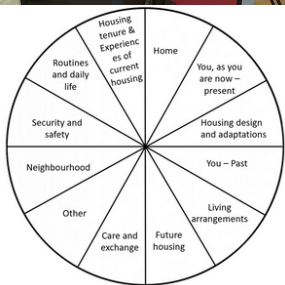 Home
You, as you
are now –
present
Housing design
and adaptations
You – Past
Living
arrangements
Future
housing
Care and
exchange
Other
Neighbourhood
Security and
safety
Routines
and daily
life
Housing
tenure &
Experienc
es of
current
housing